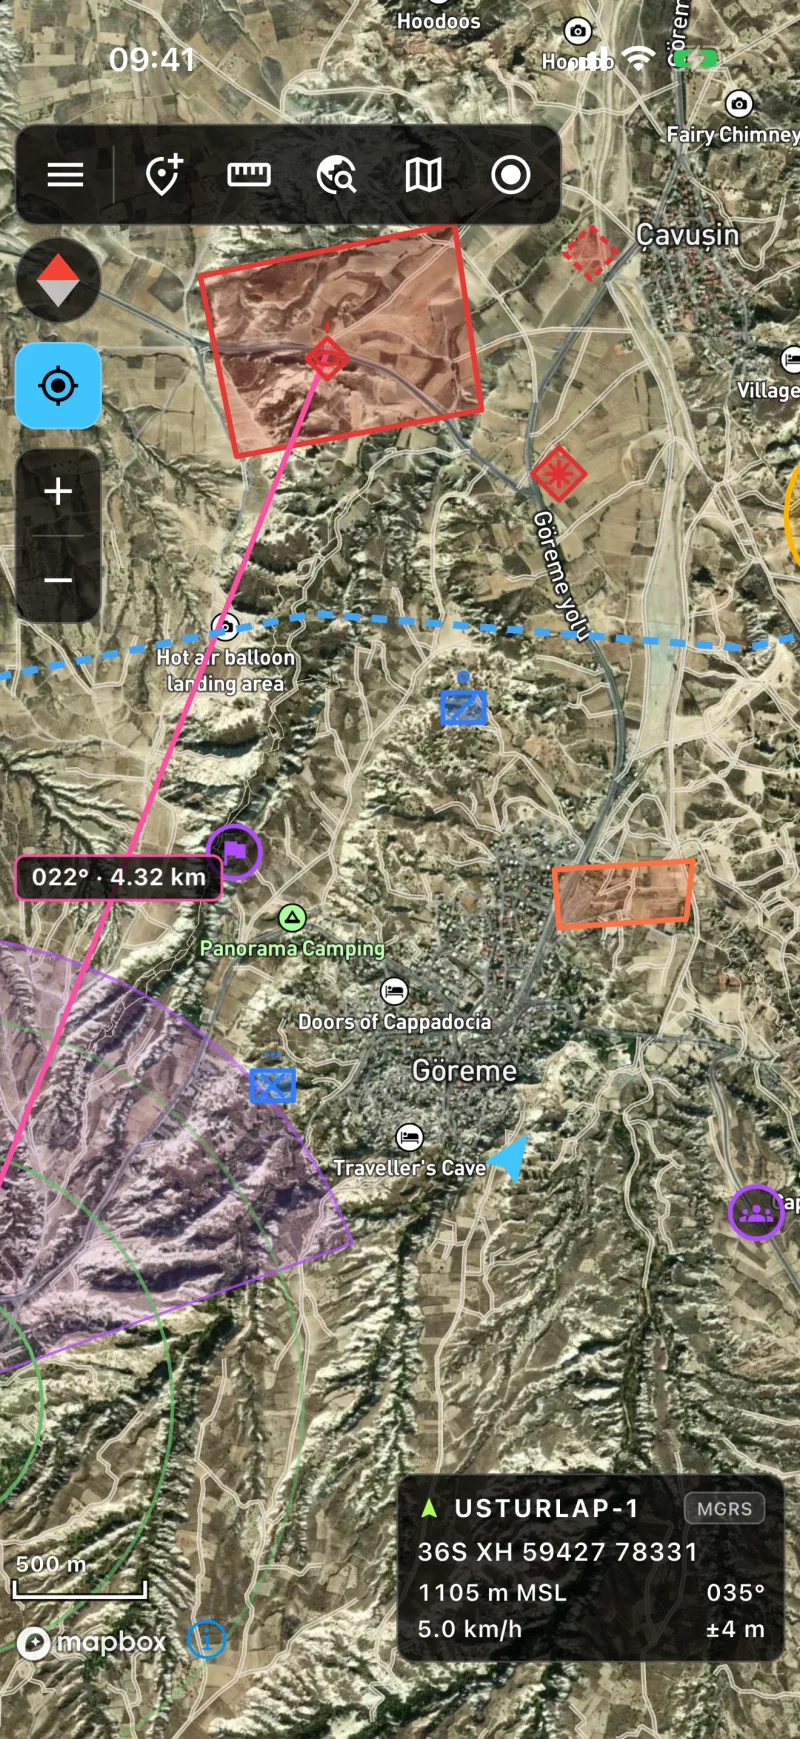 Hoodoos
09:41
Fairy Chimney
Çavuşin
Village
Göreme yolu
Hot air balloon
landing area
022° · 4.32 km
Panorama Camping
Doors of Cappadocia
Göreme
Traveller's Cave
USTURLAP-1
MGRS
36S XH 59427 78331
1105 m MSL
035°
5.0 km/h
±4 m
500 m
mapbox